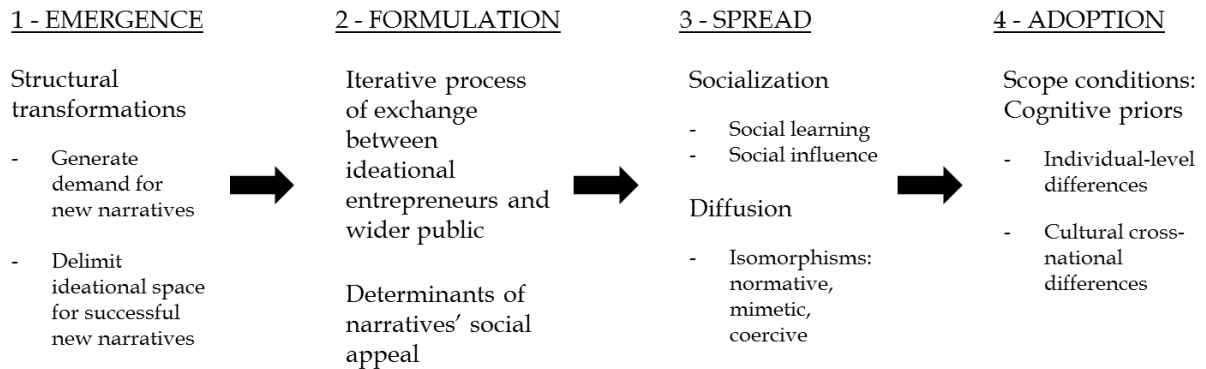 1 - EMERGENCE
Structural
transformations
- Generate
demand for
new narratives
- Delimit
ideational space
for successful
new narratives
2 - FORMULATION
Iterative process
of exchange
between
ideational
entrepreneurs and
wider public
Determinants of
narratives’ social
appeal
3 - SPREAD
Socialization
- Social learning
- Social influence
Diffusion
- Isomorphisms:
normative,
mimetic,
coercive
4 - ADOPTION
Scope conditions:
Cognitive priors
- Individual-level
differences
- Cultural cross-
national
differences